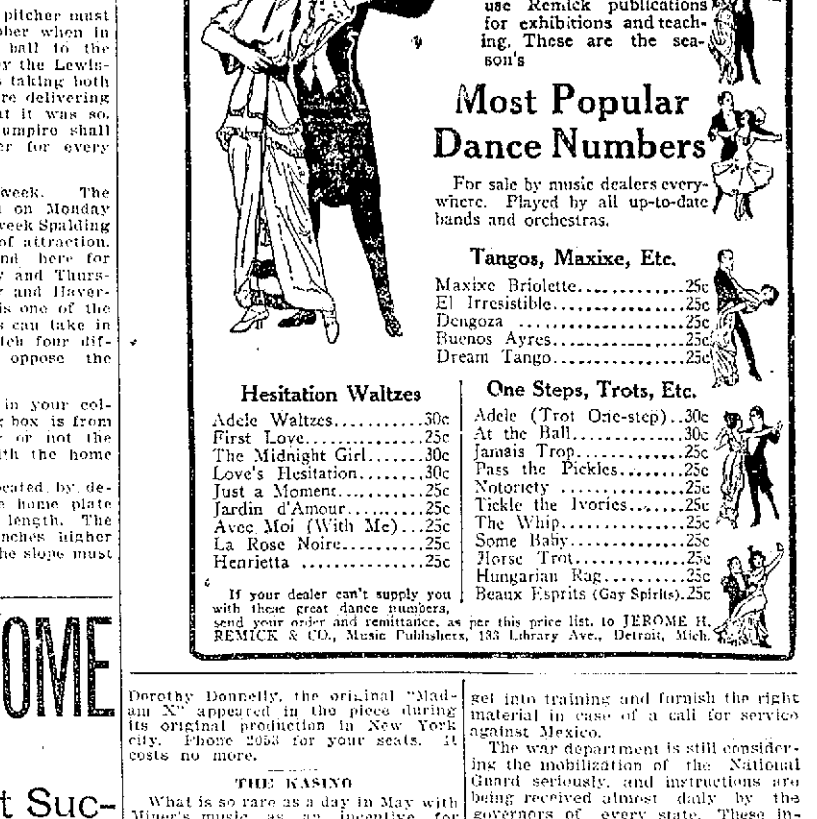 pitcher must
when in
ball to the
the Lewis-
taking both
delivering
it was so.
umpire shall
for every
week. The
on Monday
week Spalding
of attraction.
here for
and Thurs-
and Haver-
is one of the
can take in
four dif-
oppose the
in your col-
box is from
or not the
with the home
by de-
home plate
length. The
inches higher
the slope must
OME
t Suc-
use Remick publications
for exhibitions and teach-
ing. These are the sea-
son's
Most Popular
Dance Numbers
For sale by music dealers every-
where. Played by all up-to-date
bands and orchestras.
Tangos, Maxixe, Etc.
Maxixe Briolette.............25c
El Irresistible................25c
Dengoza ....................25c
Buenos Ayres................25c
Dream Tango................25c
Hesitation Waltzes
Adele Waltzes...........30c
First Love...............25c
The Midnight Girl.......30c
Love's Hesitation........30c
Just a Moment..........25c
Jardin d'Amour.........25c
Avec Moi (With Me)...25c
La Rose Noire..........25c
Henrietta ...............25c
One Steps, Trots, Etc.
Adele (Trot One-step)..30c
At the Ball..............30c
Jamais Trop.............25c
Pass the Pickles.........25c
Notoriety ...............25c
Tickle the Ivories.......25c
The Whip...............25c
Some Baby..............25c
Horse Trot..............25c
Hungarian Rag..........25c
Beaux Esprits (Gay Spirits).25c
If your dealer can't supply you
with these great dance numbers,
send your order and remittance, as per this price list, to JEROME H.
REMICK & CO., Music Publishers, 133 Library Ave., Detroit, Mich.
Dorothy Donnelly, the original "Mad-
am X" appeared in the piece during
its original production in New York
city. Phone 2053 for your seats. It
costs no more.
THE KASINO
What is so rare as a day in May with
Miner's music as an incentive for
get into training and furnish the right
material in case of a call for service
against Mexico.
The war department is still consider-
ing the mobilization of the National
Guard seriously, and instructions are
being received almost daily by the
governors of every state. These in-